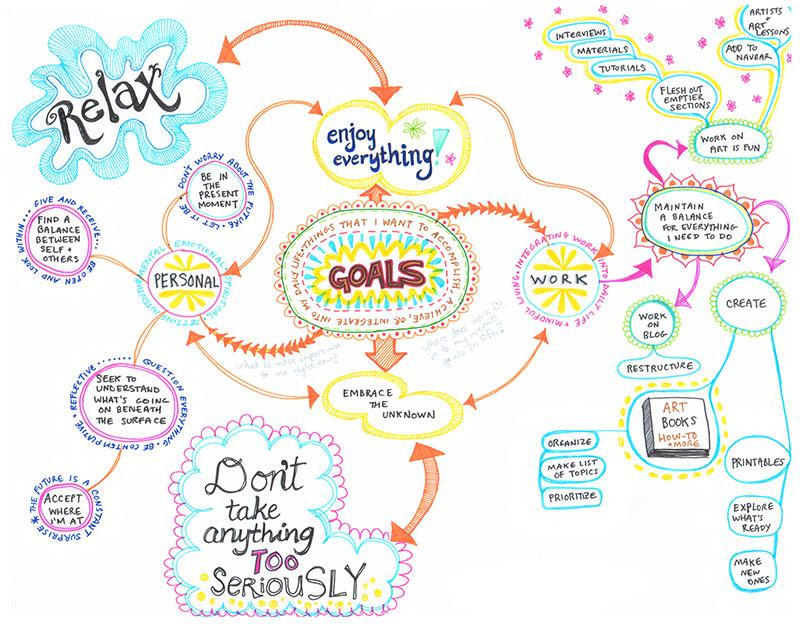 Relax
enjoy
everything!
THINGS THAT I WANT TO ACCOMPLISH, ACHIEVE, OR INTEGRATE INTO MY DAILY LIFE:
GOALS
what is most important
to me right now?
where does work fit
in to my
goals in life?
EMBRACE
THE
UNKNOWN
Don't
take
anything
TOO
SERIOUSLY
PERSONAL
MENTAL, EMOTIONAL, SPIRITUAL, SETTING INTENTIONS
DON'T WORRY ABOUT THE FUTURE · LET IT BE
BE IN
THE
PRESENT
MOMENT
GIVE AND RECEIVE... BE OPEN AND LOOK WITHIN...
FIND A
BALANCE
BETWEEN
SELF +
OTHERS
QUESTION EVERYTHING · BE CONTEMPLATIVE + REFLECTIVE
SEEK TO
UNDERSTAND
WHAT'S GOING
ON BENEATH
THE SURFACE
THE FUTURE IS A CONSTANT SURPRISE
ACCEPT
WHERE
I'M AT
WORK
INTEGRATING WORK INTO DAILY LIFE + MINDFUL LIVING
MAINTAIN
A BALANCE
FOR EVERYTHING
I NEED TO DO
WORK ON
ART IS FUN
FLESH OUT
EMPTIER
SECTIONS
INTERVIEWS
MATERIALS
TUTORIALS
ADD TO
NAVBAR
ARTISTS
+
ART
LESSONS
WORK
ON
BLOG
RESTRUCTURE
CREATE
ART
BOOKS
HOW-TO
+ MORE
ORGANIZE
MAKE LIST
OF TOPICS
PRIORITIZE
PRINTABLES
EXPLORE
WHAT'S
READY
MAKE
NEW
ONES